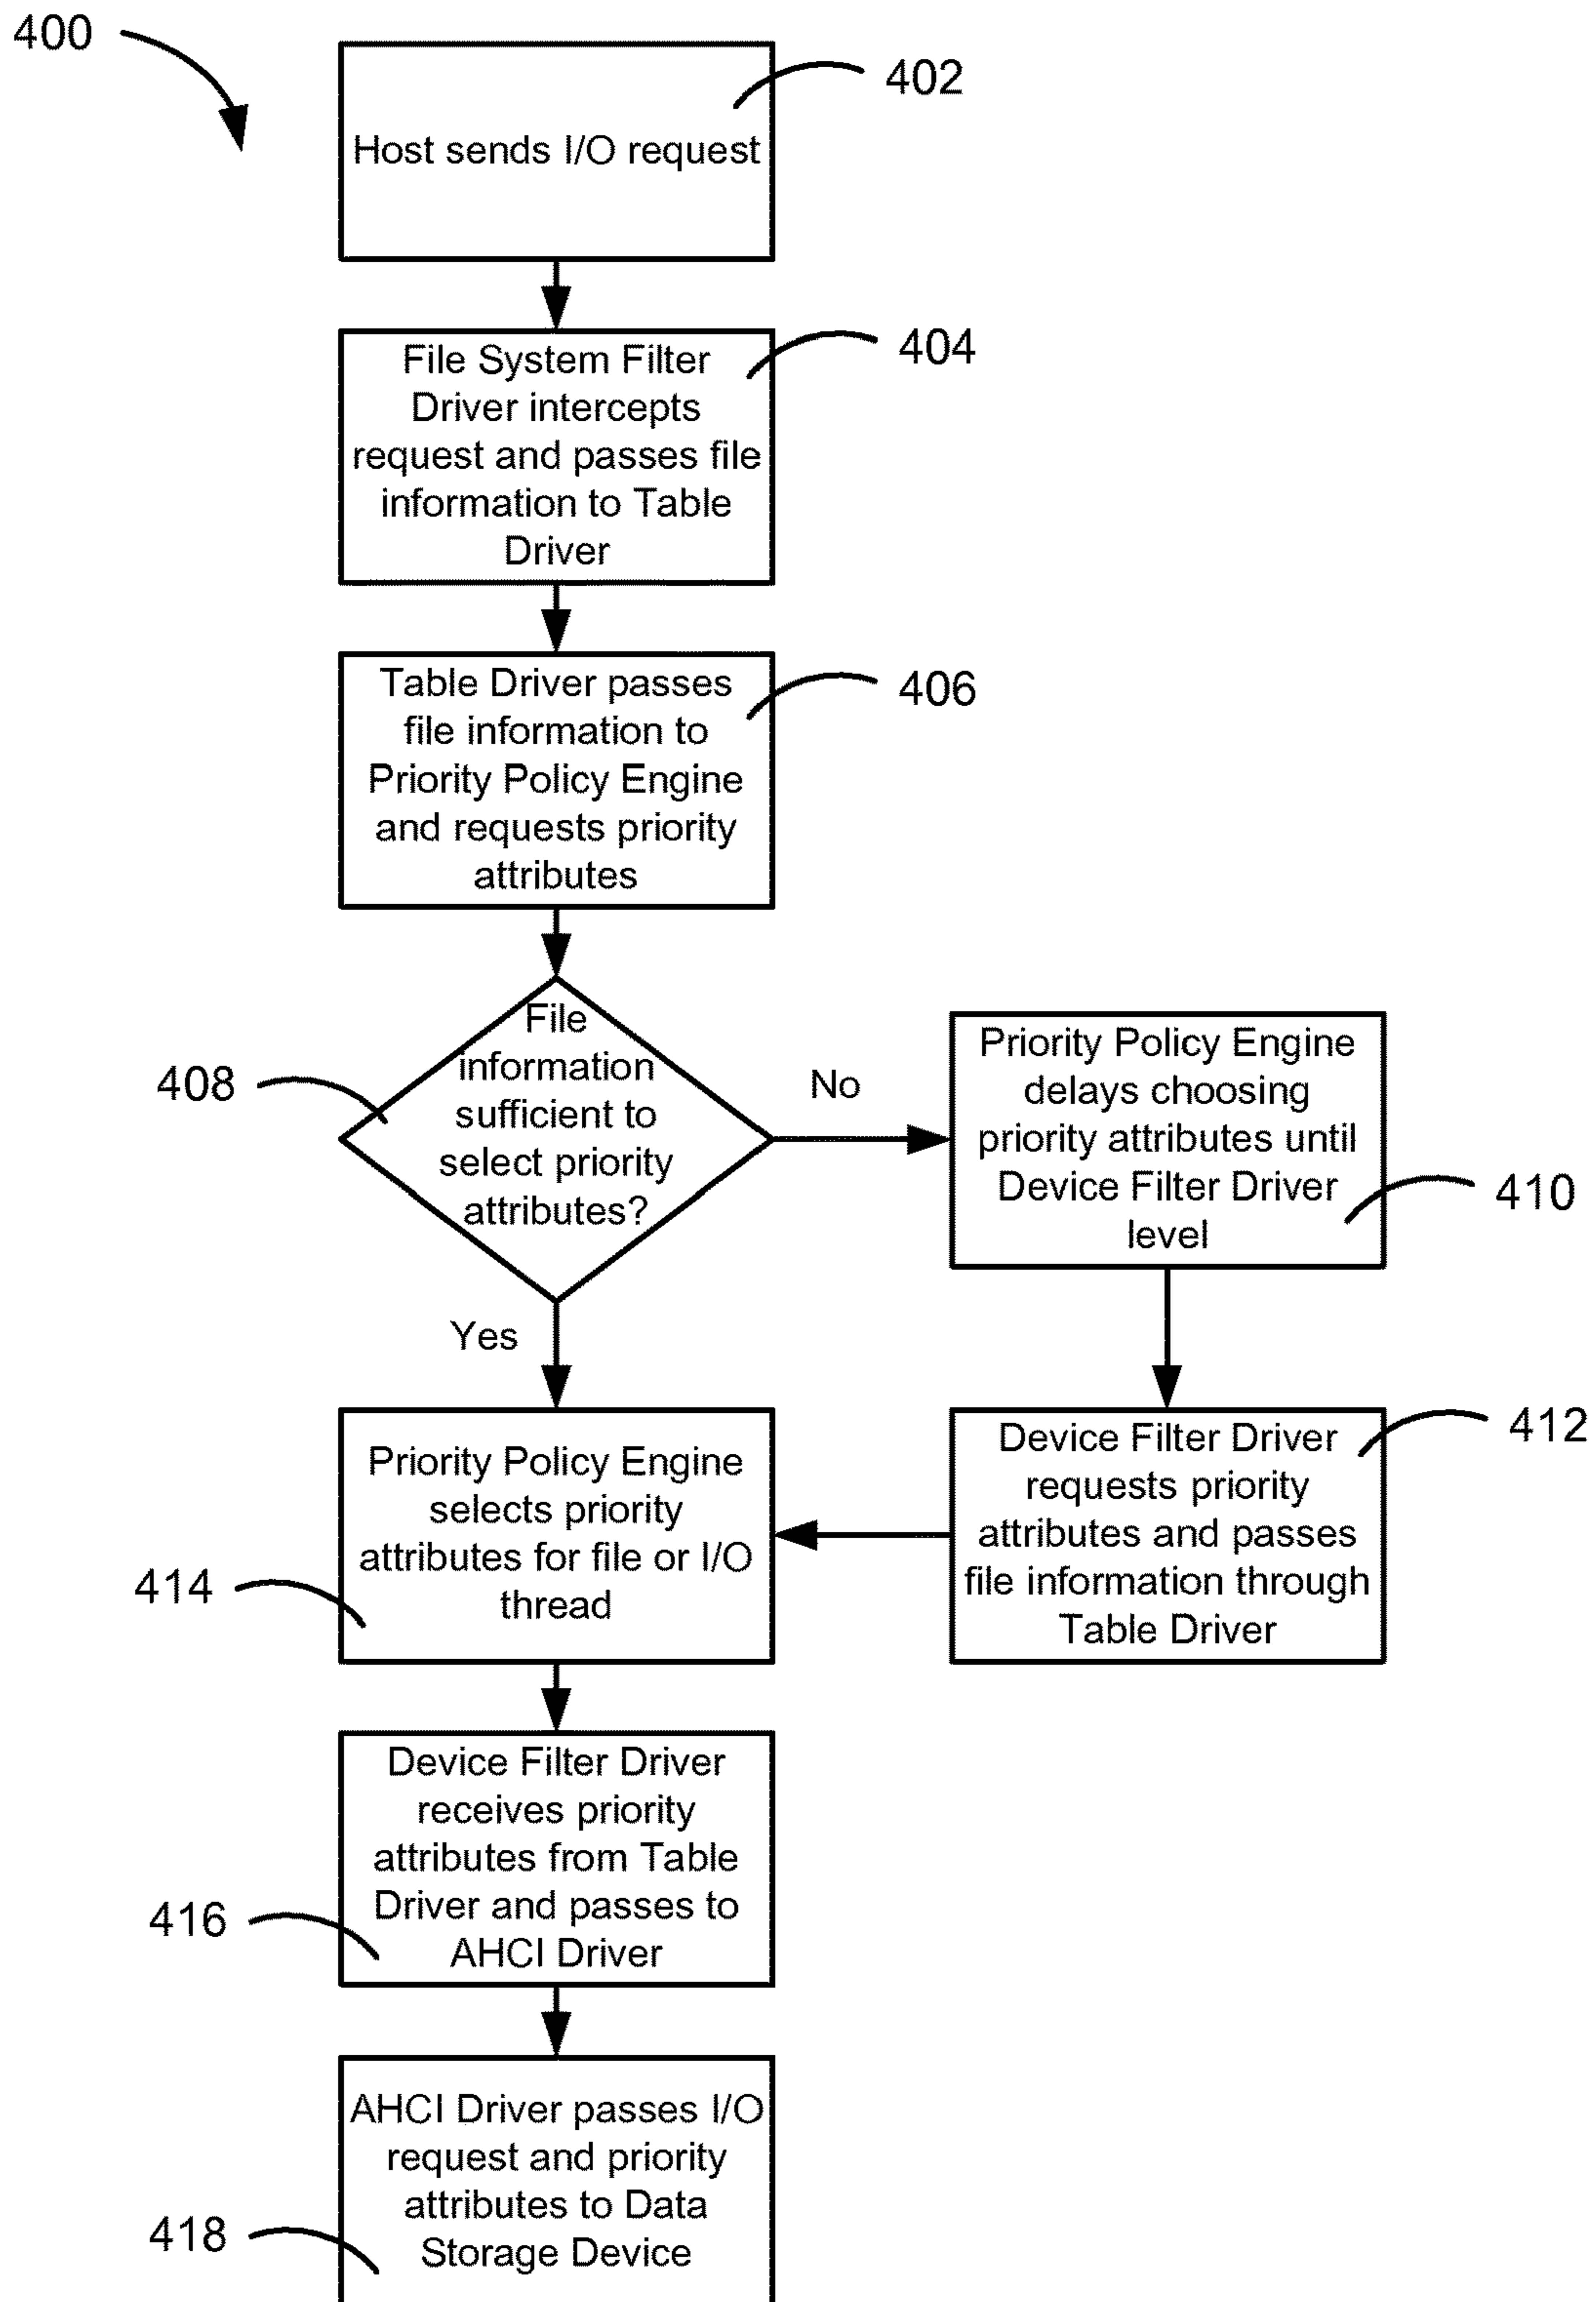 400
402
Host sends I/O request
404
File System Filter
Driver intercepts
request and passes file
information to Table
Driver
406
Table Driver passes
file information to
Priority Policy Engine
and requests priority
attributes
408
File
information
sufficient to
select priority
attributes?
No
Priority Policy Engine
delays choosing
priority attributes until
Device Filter Driver
level
410
Yes
412
Device Filter Driver
requests priority
attributes and passes
file information through
Table Driver
Priority Policy Engine
selects priority
attributes for file or I/O
thread
414
Device Filter Driver
receives priority
attributes from Table
Driver and passes to
AHCI Driver
416
AHCI Driver passes I/O
request and priority
attributes to Data
Storage Device
418